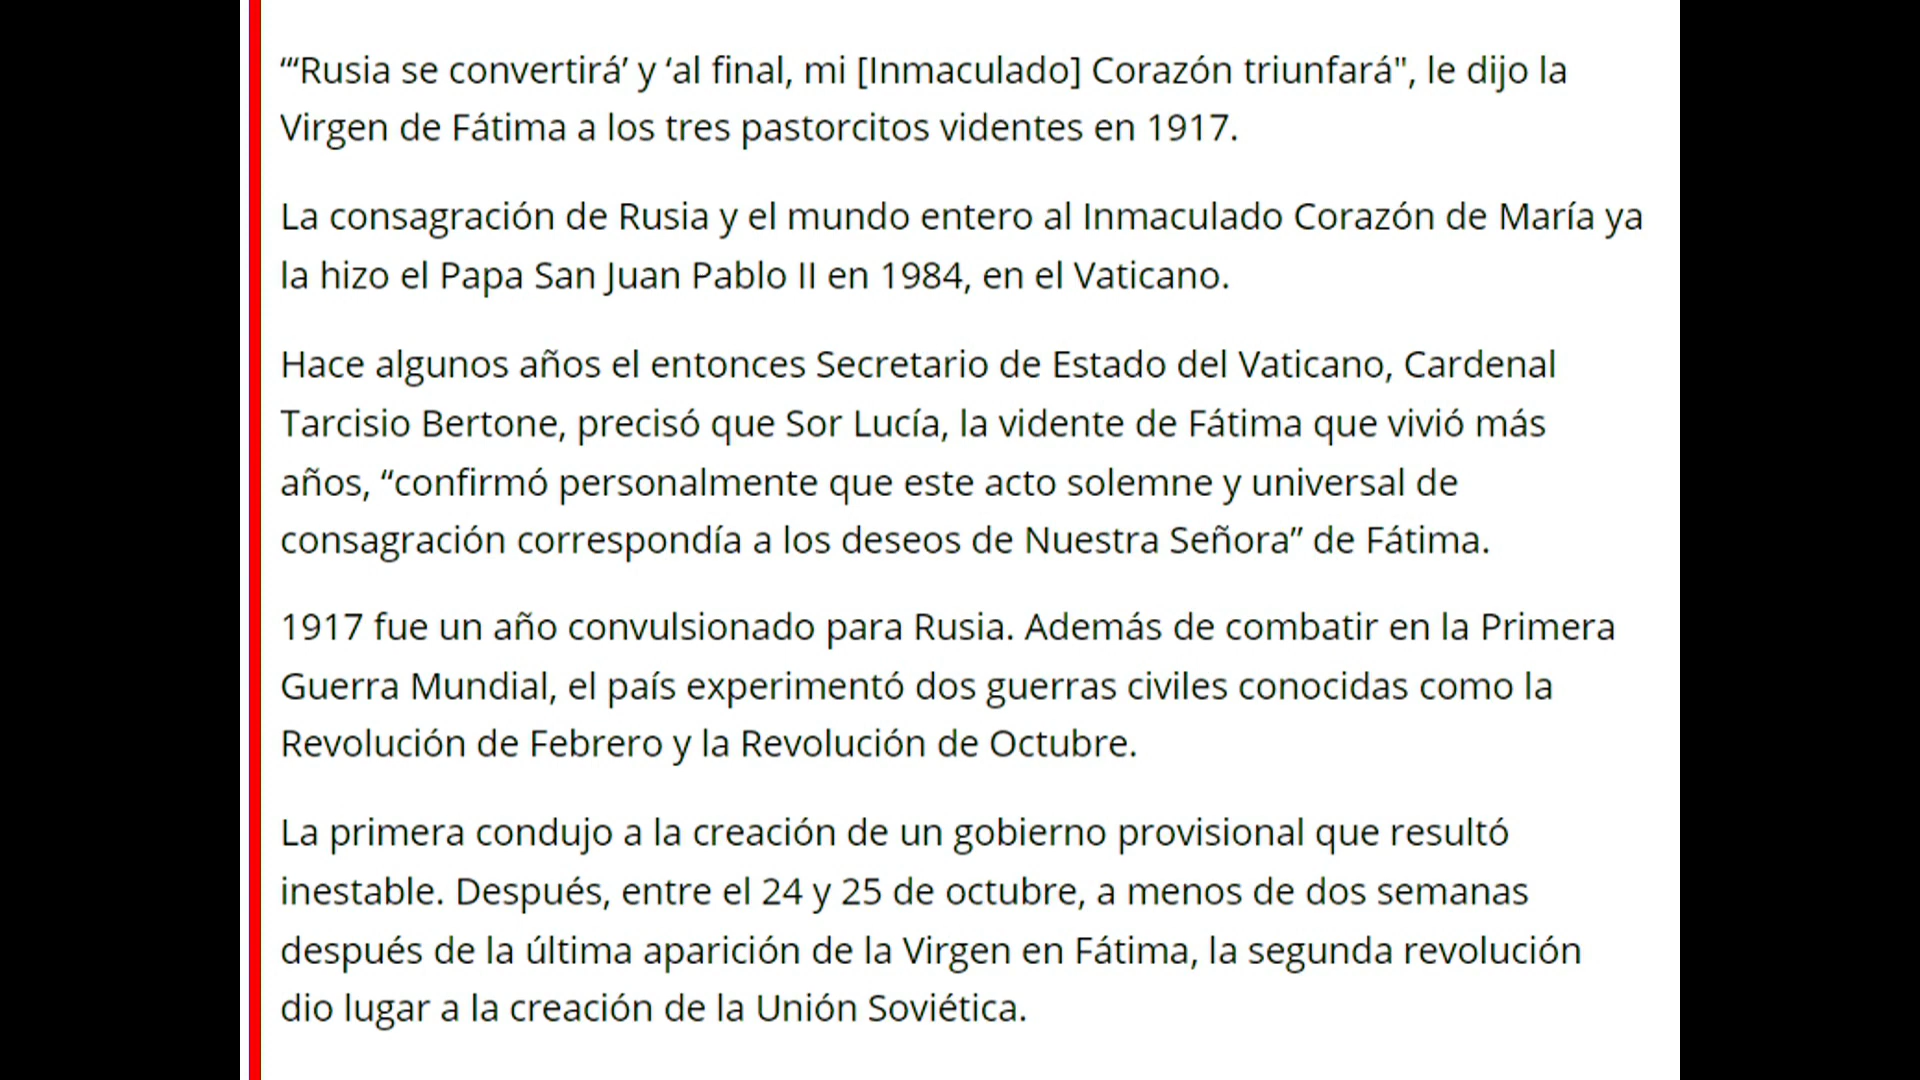 “‘Rusia se convertirá’ y ‘al final, mi [Inmaculado] Corazón triunfará", le dijo la
Virgen de Fátima a los tres pastorcitos videntes en 1917.
La consagración de Rusia y el mundo entero al Inmaculado Corazón de María ya
la hizo el Papa San Juan Pablo II en 1984, en el Vaticano.
Hace algunos años el entonces Secretario de Estado del Vaticano, Cardenal
Tarcisio Bertone, precisó que Sor Lucía, la vidente de Fátima que vivió más
años, “confirmó personalmente que este acto solemne y universal de
consagración correspondía a los deseos de Nuestra Señora” de Fátima.
1917 fue un año convulsionado para Rusia. Además de combatir en la Primera
Guerra Mundial, el país experimentó dos guerras civiles conocidas como la
Revolución de Febrero y la Revolución de Octubre.
La primera condujo a la creación de un gobierno provisional que resultó
inestable. Después, entre el 24 y 25 de octubre, a menos de dos semanas
después de la última aparición de la Virgen en Fátima, la segunda revolución
dio lugar a la creación de la Unión Soviética.